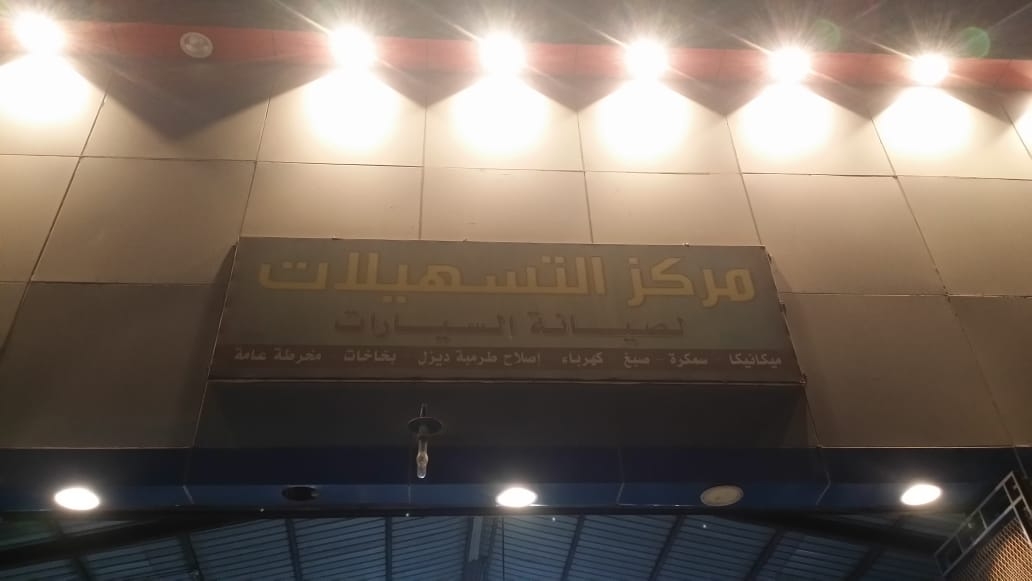 مركز التسهيلات
لصيانة السيارات
ميكانيكا سمكرة - صبغ كهرباء إصلاح طرمبة ديزل بخاخات مخرطة عامة